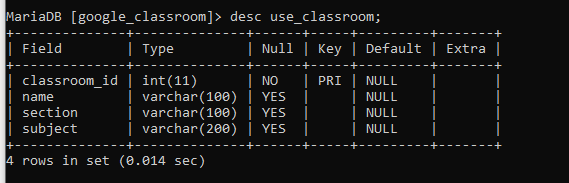 MariaDB [google_classroom]> desc use_classroom;
+--------------+--------------+------+-----+---------+-------+
| Field        | Type         | Null | Key | Default | Extra |
+--------------+--------------+------+-----+---------+-------+
| classroom_id | int(11)      | NO   | PRI | NULL    |       |
| name         | varchar(100) | YES  |     | NULL    |       |
| section      | varchar(100) | YES  |     | NULL    |       |
| subject      | varchar(200) | YES  |     | NULL    |       |
+--------------+--------------+------+-----+---------+-------+
4 rows in set (0.014 sec)